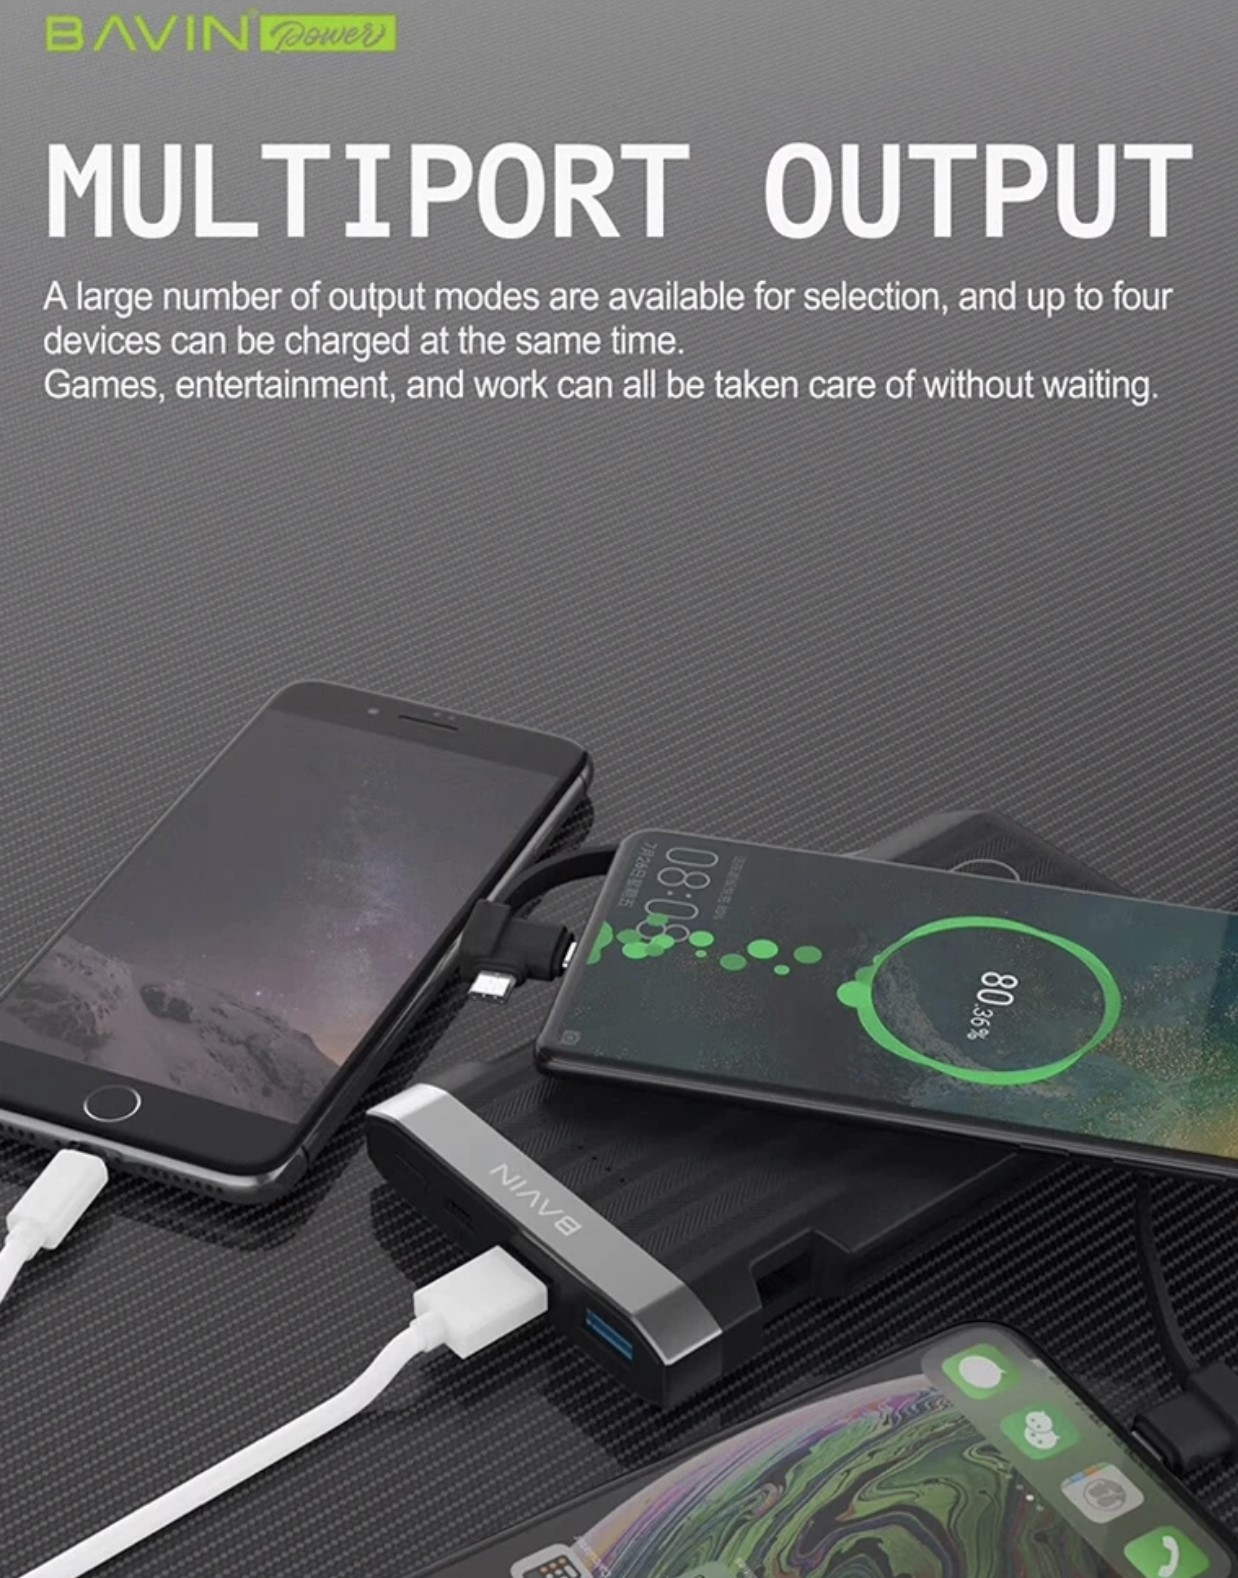 BAVIN® power
MULTIPORT OUTPUT
A large number of output modes are available for selection, and up to four
devices can be charged at the same time.
Games, entertainment, and work can all be taken care of without waiting.
08:08
80.36%
BAVIN